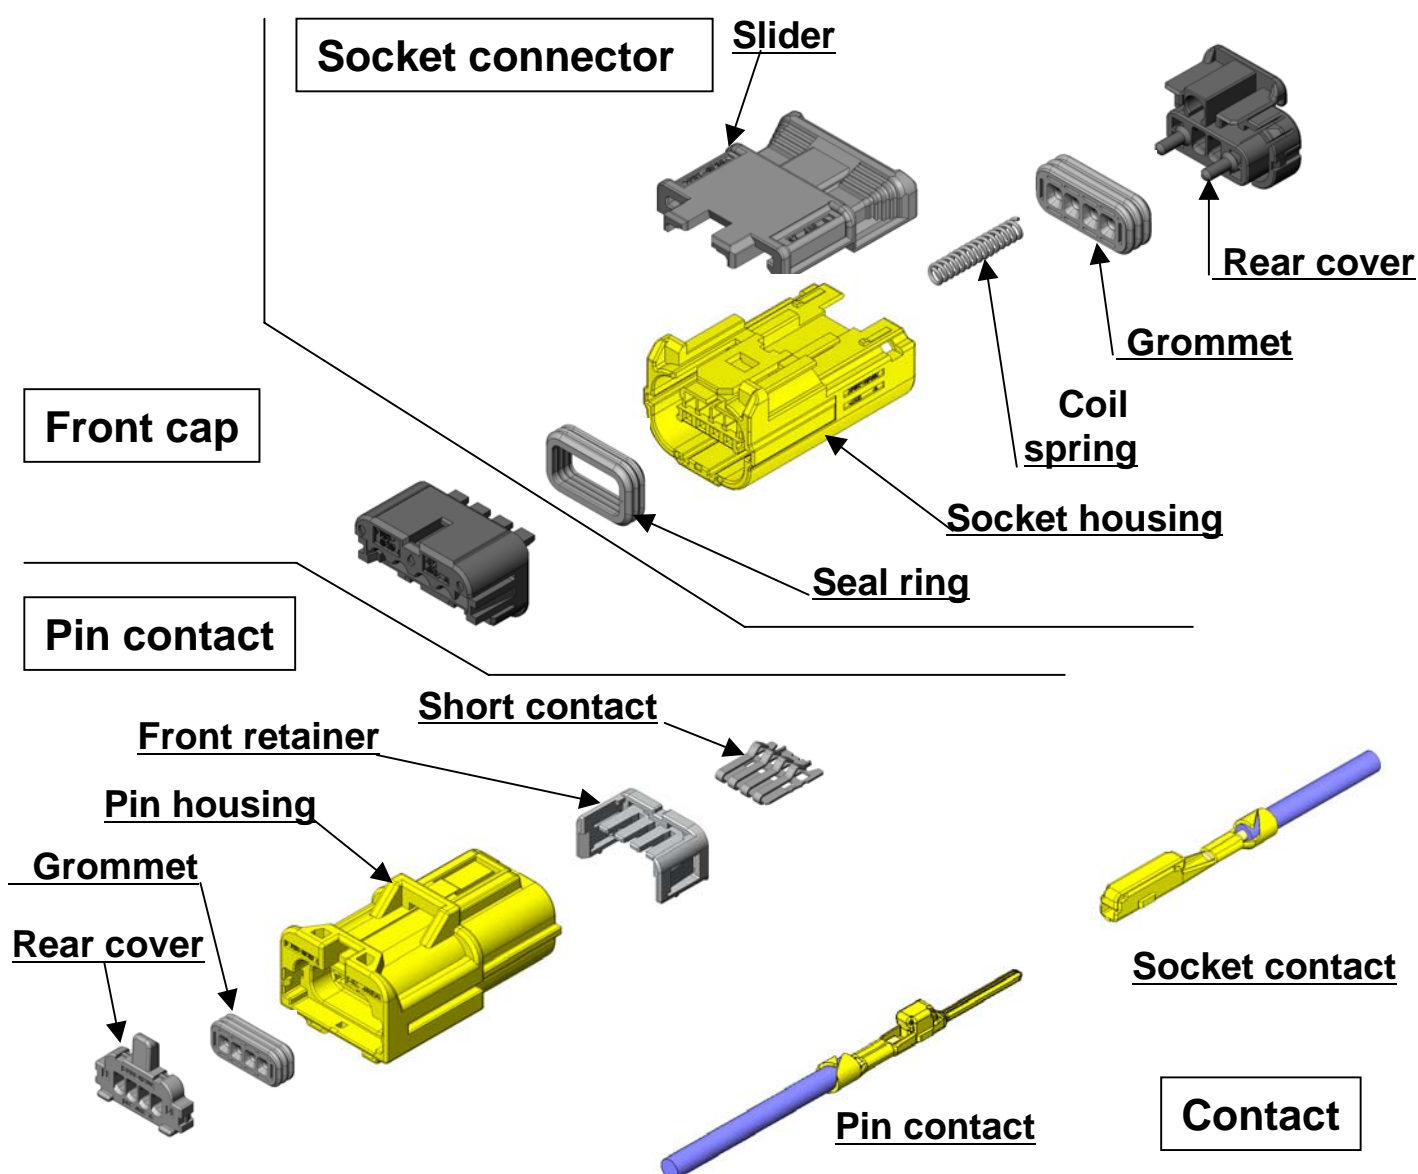 Socket connector
Slider
Rear cover
Grommet
Coil
spring
Socket housing
Seal ring
Front cap
Pin contact
Short contact
Front retainer
Pin housing
Grommet
Rear cover
Socket contact
Pin contact
Contact